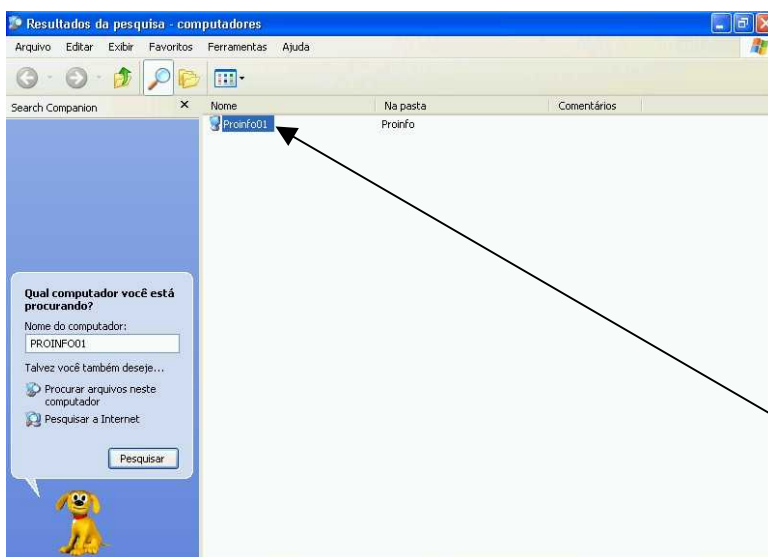 Resultados da pesquisa - computadores
Arquivo Editar Exibir Favoritos Ferramentas Ajuda
Search Companion
Nome Na pasta Comentários
Proinfo01 Proinfo
Qual computador você está
procurando?
Nome do computador:
PROINFO01
Talvez você também deseje...
Procurar arquivos neste
computador
Pesquisar a Internet
Pesquisar